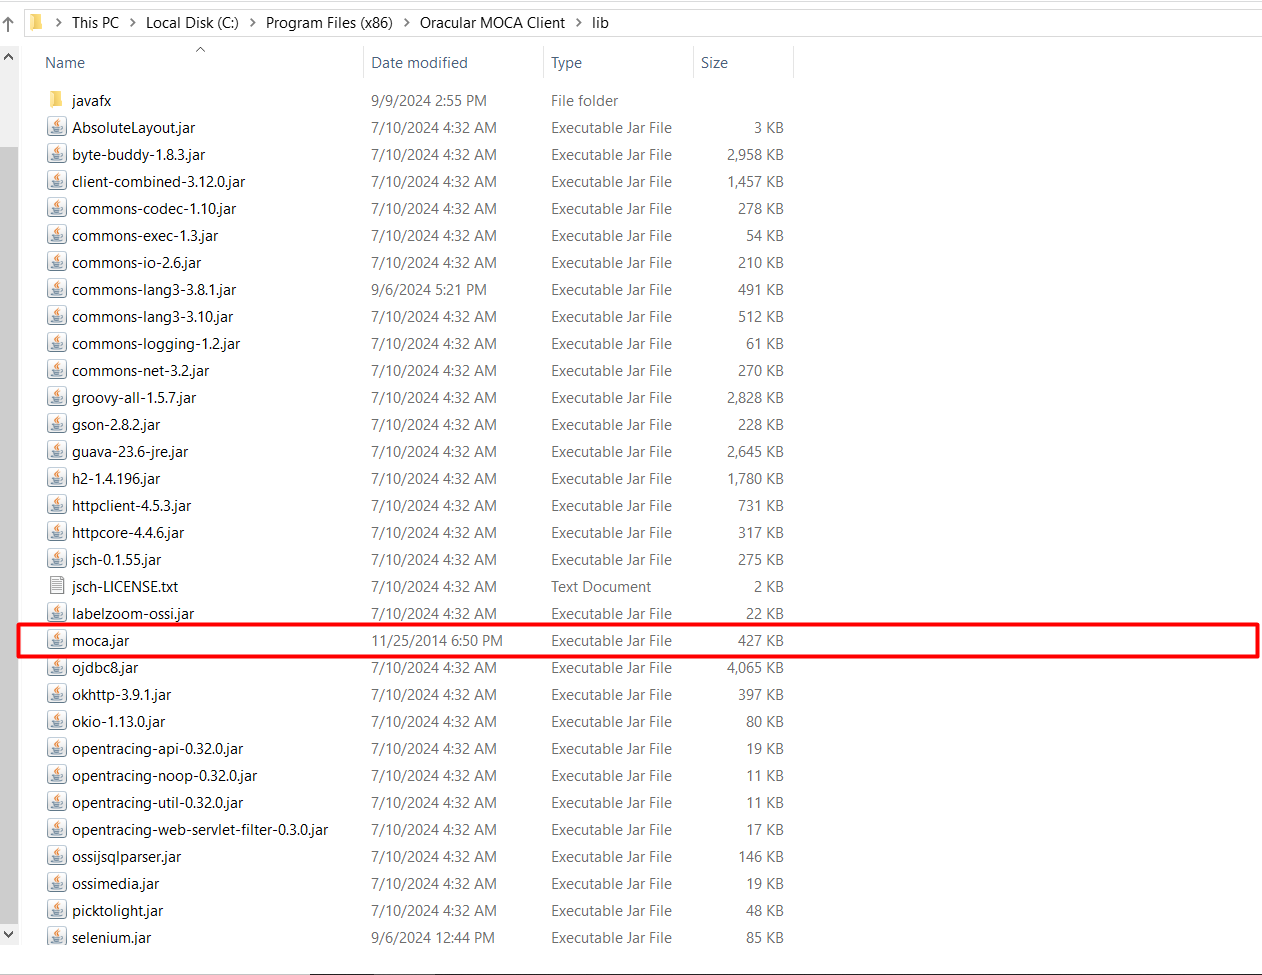 This PC > Local Disk (C:) > Program Files (x86) > Oracular MOCA Client > lib
Name Date modified Type Size
javafx 9/9/2024 2:55 PM File folder
AbsoluteLayout.jar 7/10/2024 4:32 AM Executable Jar File 3 KB
byte-buddy-1.8.3.jar 7/10/2024 4:32 AM Executable Jar File 2,958 KB
client-combined-3.12.0.jar 7/10/2024 4:32 AM Executable Jar File 1,457 KB
commons-codec-1.10.jar 7/10/2024 4:32 AM Executable Jar File 278 KB
commons-exec-1.3.jar 7/10/2024 4:32 AM Executable Jar File 54 KB
commons-io-2.6.jar 7/10/2024 4:32 AM Executable Jar File 210 KB
commons-lang3-3.8.1.jar 9/6/2024 5:21 PM Executable Jar File 491 KB
commons-lang3-3.10.jar 7/10/2024 4:32 AM Executable Jar File 512 KB
commons-logging-1.2.jar 7/10/2024 4:32 AM Executable Jar File 61 KB
commons-net-3.2.jar 7/10/2024 4:32 AM Executable Jar File 270 KB
groovy-all-1.5.7.jar 7/10/2024 4:32 AM Executable Jar File 2,828 KB
gson-2.8.2.jar 7/10/2024 4:32 AM Executable Jar File 228 KB
guava-23.6-jre.jar 7/10/2024 4:32 AM Executable Jar File 2,645 KB
h2-1.4.196.jar 7/10/2024 4:32 AM Executable Jar File 1,780 KB
httpclient-4.5.3.jar 7/10/2024 4:32 AM Executable Jar File 731 KB
httpcore-4.4.6.jar 7/10/2024 4:32 AM Executable Jar File 317 KB
jsch-0.1.55.jar 7/10/2024 4:32 AM Executable Jar File 275 KB
jsch-LICENSE.txt 7/10/2024 4:32 AM Text Document 2 KB
labelzoom-ossi.jar 7/10/2024 4:32 AM Executable Jar File 22 KB
moca.jar 11/25/2014 6:50 PM Executable Jar File 427 KB
ojdbc8.jar 7/10/2024 4:32 AM Executable Jar File 4,065 KB
okhttp-3.9.1.jar 7/10/2024 4:32 AM Executable Jar File 397 KB
okio-1.13.0.jar 7/10/2024 4:32 AM Executable Jar File 80 KB
opentracing-api-0.32.0.jar 7/10/2024 4:32 AM Executable Jar File 19 KB
opentracing-noop-0.32.0.jar 7/10/2024 4:32 AM Executable Jar File 11 KB
opentracing-util-0.32.0.jar 7/10/2024 4:32 AM Executable Jar File 11 KB
opentracing-web-servlet-filter-0.3.0.jar 7/10/2024 4:32 AM Executable Jar File 17 KB
ossijsqlparser.jar 7/10/2024 4:32 AM Executable Jar File 146 KB
ossimedia.jar 7/10/2024 4:32 AM Executable Jar File 19 KB
picktolight.jar 7/10/2024 4:32 AM Executable Jar File 48 KB
selenium.jar 9/6/2024 12:44 PM Executable Jar File 85 KB